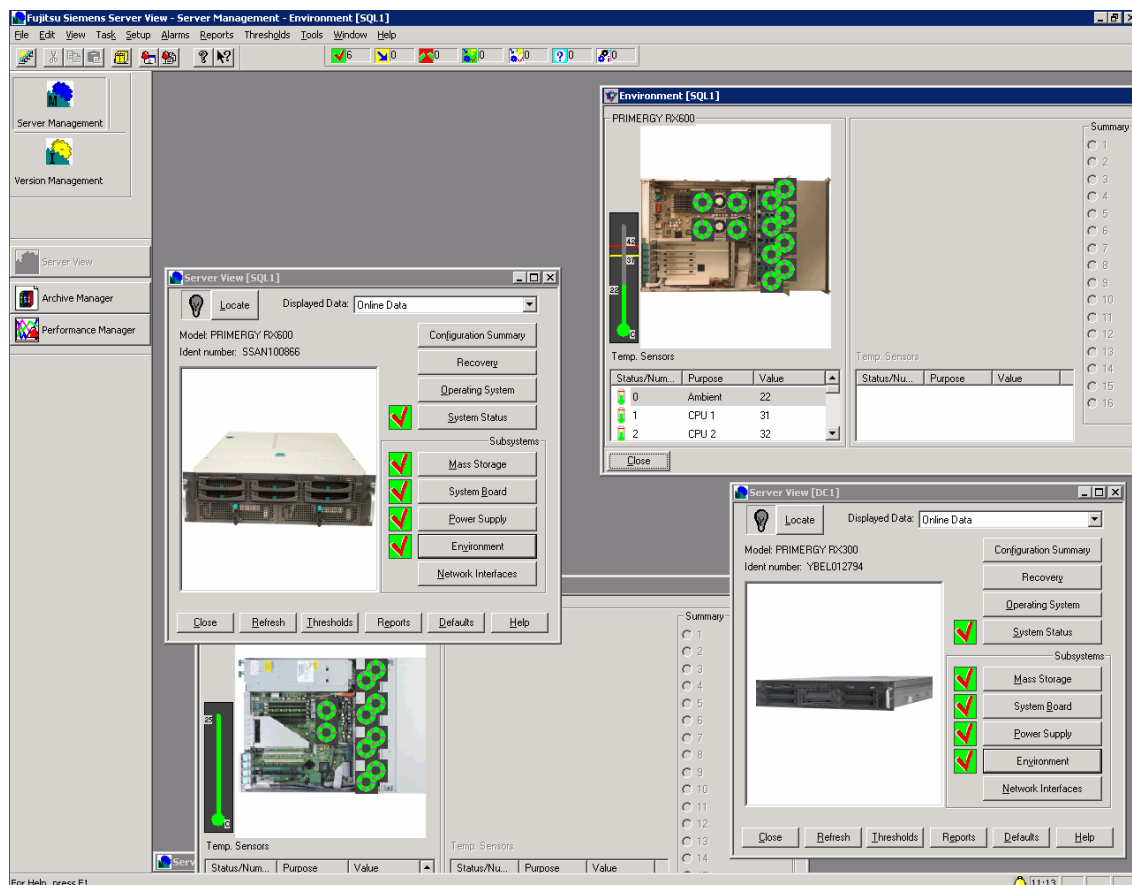 Fujitsu Siemens Server View - Server Management - Environment [SQL1]
File Edit View Task Setup Alarms Reports Thresholds Tools Window Help
6 0 0 0 0 0 0
Server Management
Version Management
Server View
Archive Manager
Performance Manager
Environment [SQL1]
PRIMERGY RX600
43
37
22
C
Temp. Sensors
Status/Num... Purpose Value
0 Ambient 22
1 CPU 1 31
2 CPU 2 32
Close
Temp. Sensors
Status/Nu... Purpose Value
Summary
1
2
3
4
5
6
7
8
9
10
11
12
13
14
15
16
Server View [SQL1]
Locate Displayed Data: Online Data
Model: PRIMERGY RX600
Ident number: SSAN100866
Configuration Summary
Recovery
Operating System
System Status
Subsystems
Mass Storage
System Board
Power Supply
Environment
Network Interfaces
Close Refresh Thresholds Reports Defaults Help
Server View [DC1]
Locate Displayed Data: Online Data
Model: PRIMERGY RX300
Ident number: YBEL012794
Configuration Summary
Recovery
Operating System
System Status
Subsystems
Mass Storage
System Board
Power Supply
Environment
Network Interfaces
Close Refresh Thresholds Reports Defaults Help
Summary
1
2
3
4
5
6
7
8
9
10
11
12
13
14
C
Temp. Sensors
Status/Num... Purpose Value
Temp. Sensors
Status/Nu... Purpose Value
Serv
For Help, press F1
11:13